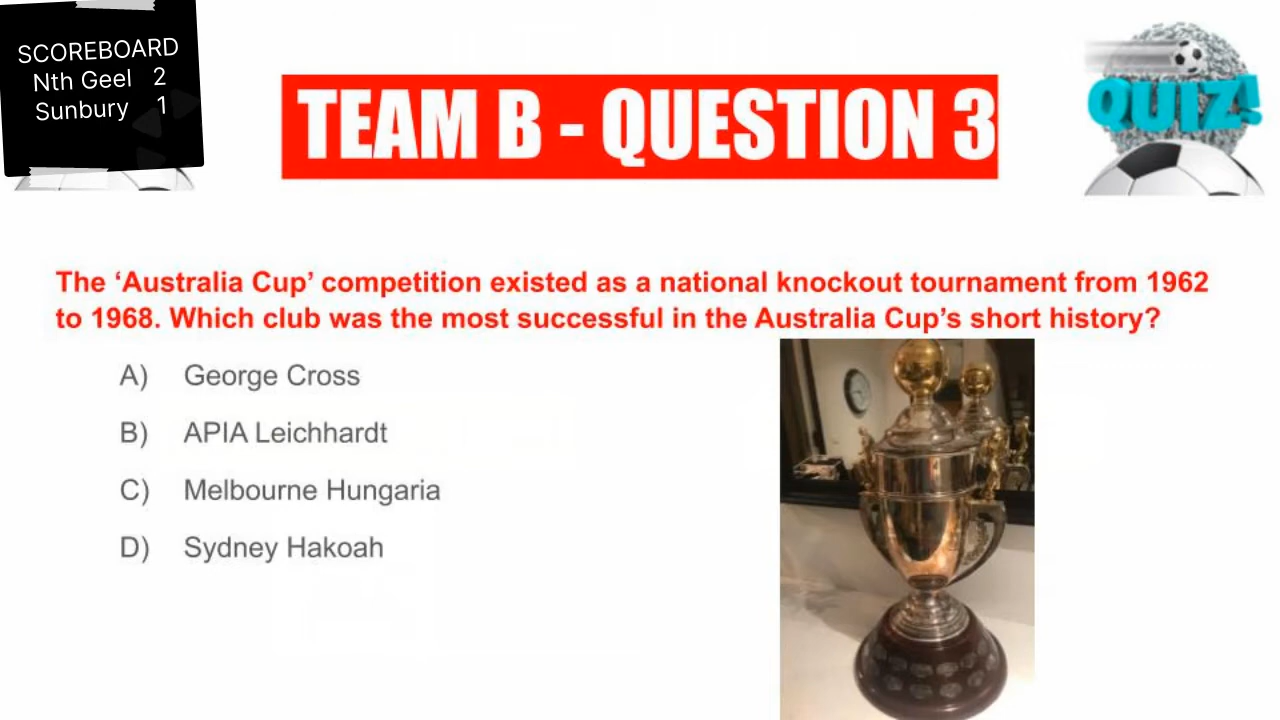 SCOREBOARD
Nth Geel 2
Sunbury 1
TEAM B - QUESTION 3
QUIZ!
The ‘Australia Cup’ competition existed as a national knockout tournament from 1962
to 1968. Which club was the most successful in the Australia Cup’s short history?
A) George Cross
B) APIA Leichhardt
C) Melbourne Hungaria
D) Sydney Hakoah